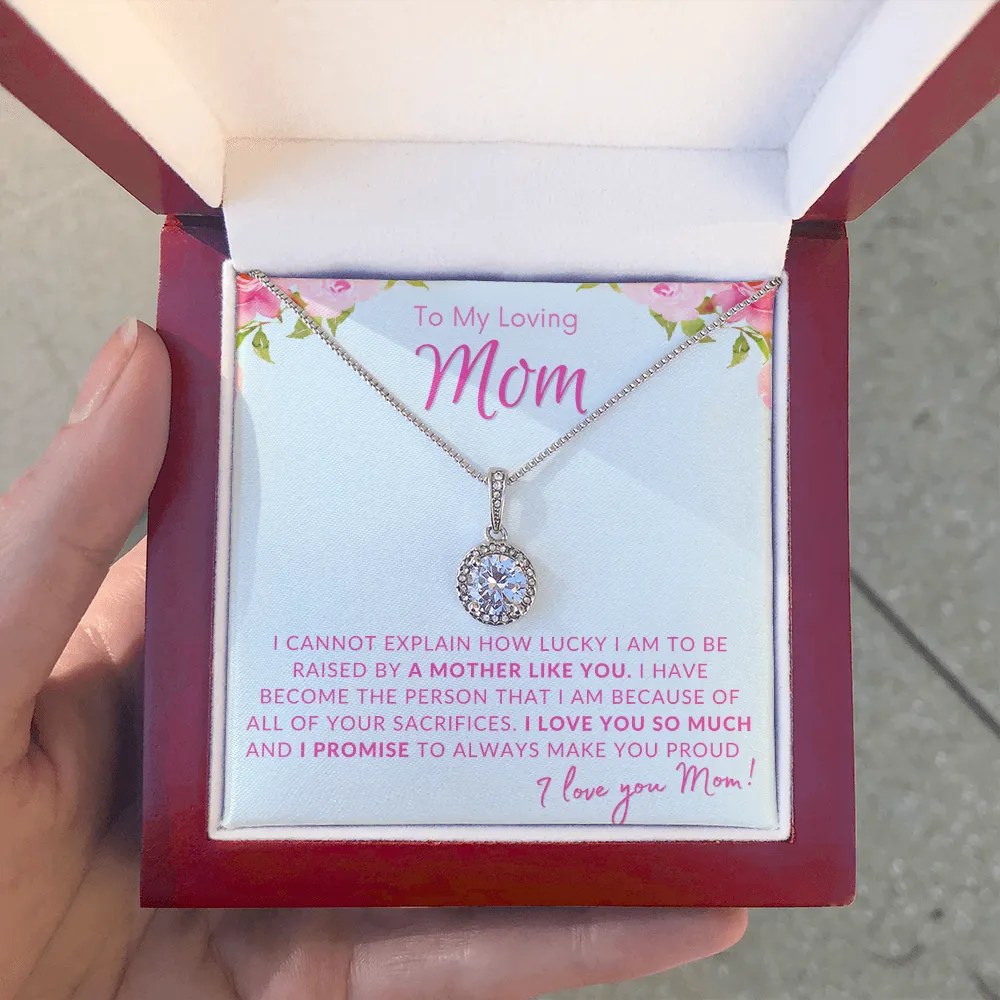 To My Loving
Mom
I CANNOT EXPLAIN HOW LUCKY I AM TO BE
RAISED BY A MOTHER LIKE YOU. I HAVE
BECOME THE PERSON THAT I AM BECAUSE OF
ALL OF YOUR SACRIFICES. I LOVE YOU SO MUCH
AND I PROMISE TO ALWAYS MAKE YOU PROUD
I love you Mom!